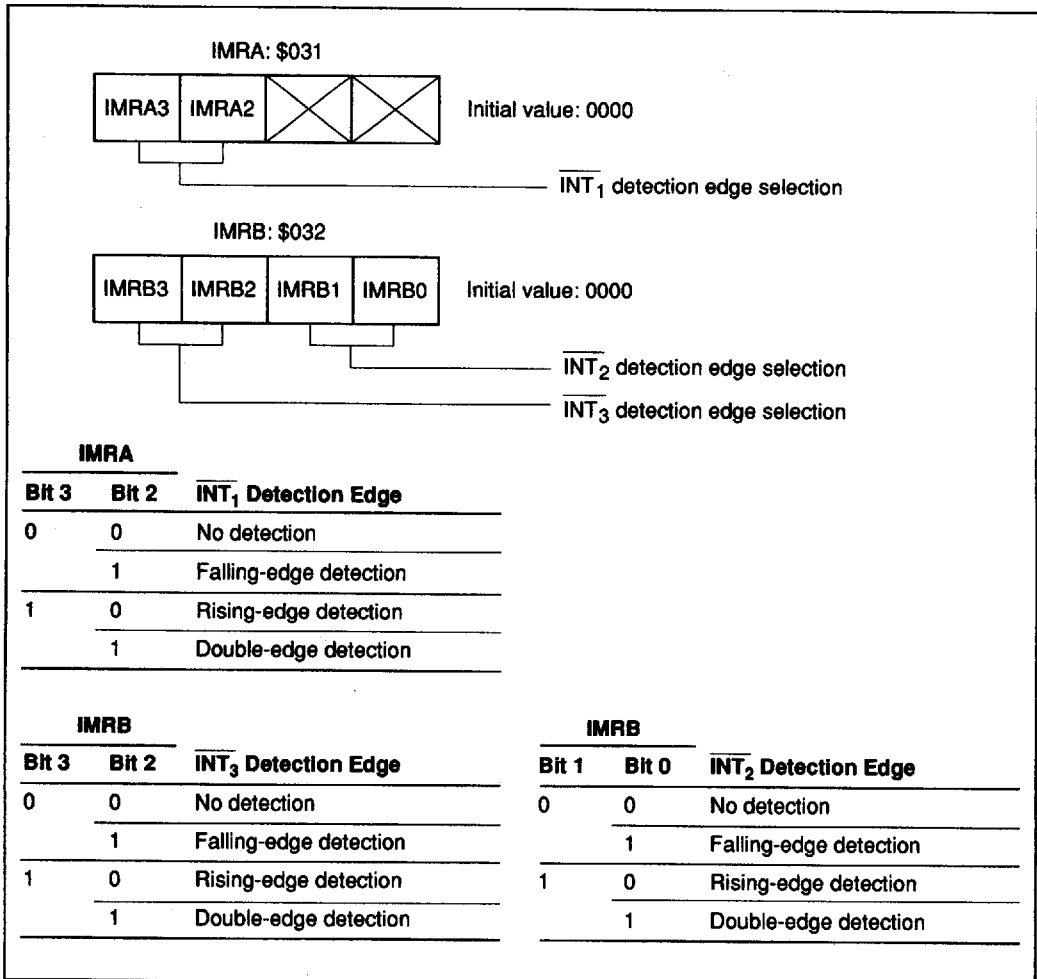 IMRA: $031
IMRA3 IMRA2 Initial value: 0000
INT1 detection edge selection
IMRB: $032
IMRB3 IMRB2 IMRB1 IMRB0 Initial value: 0000
INT2 detection edge selection
INT3 detection edge selection
IMRA
Bit 3 Bit 2 INT1 Detection Edge
0 0 No detection
1 Falling-edge detection
1 0 Rising-edge detection
1 Double-edge detection
IMRB
Bit 3 Bit 2 INT3 Detection Edge
0 0 No detection
1 Falling-edge detection
1 0 Rising-edge detection
1 Double-edge detection
IMRB
Bit 1 Bit 0 INT2 Detection Edge
0 0 No detection
1 Falling-edge detection
1 0 Rising-edge detection
1 Double-edge detection